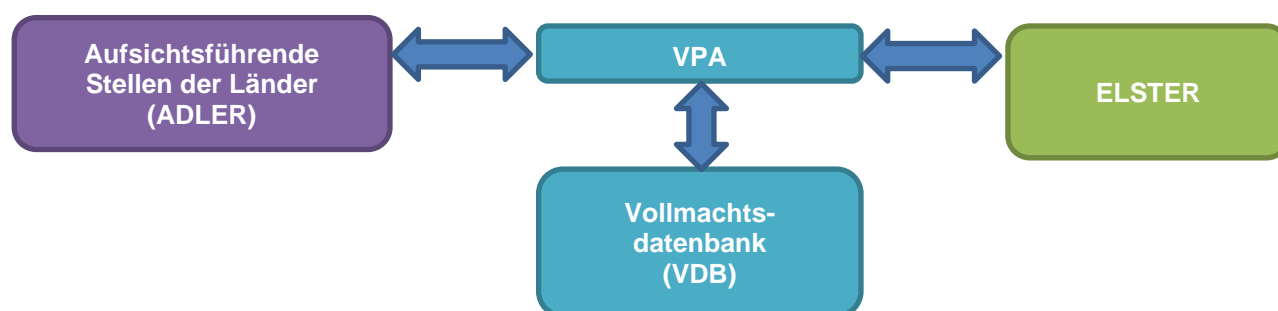 Aufsichtsführende
Stellen der Länder
(ADLER)
VPA
ELSTER
Vollmachts-
datenbank
(VDB)